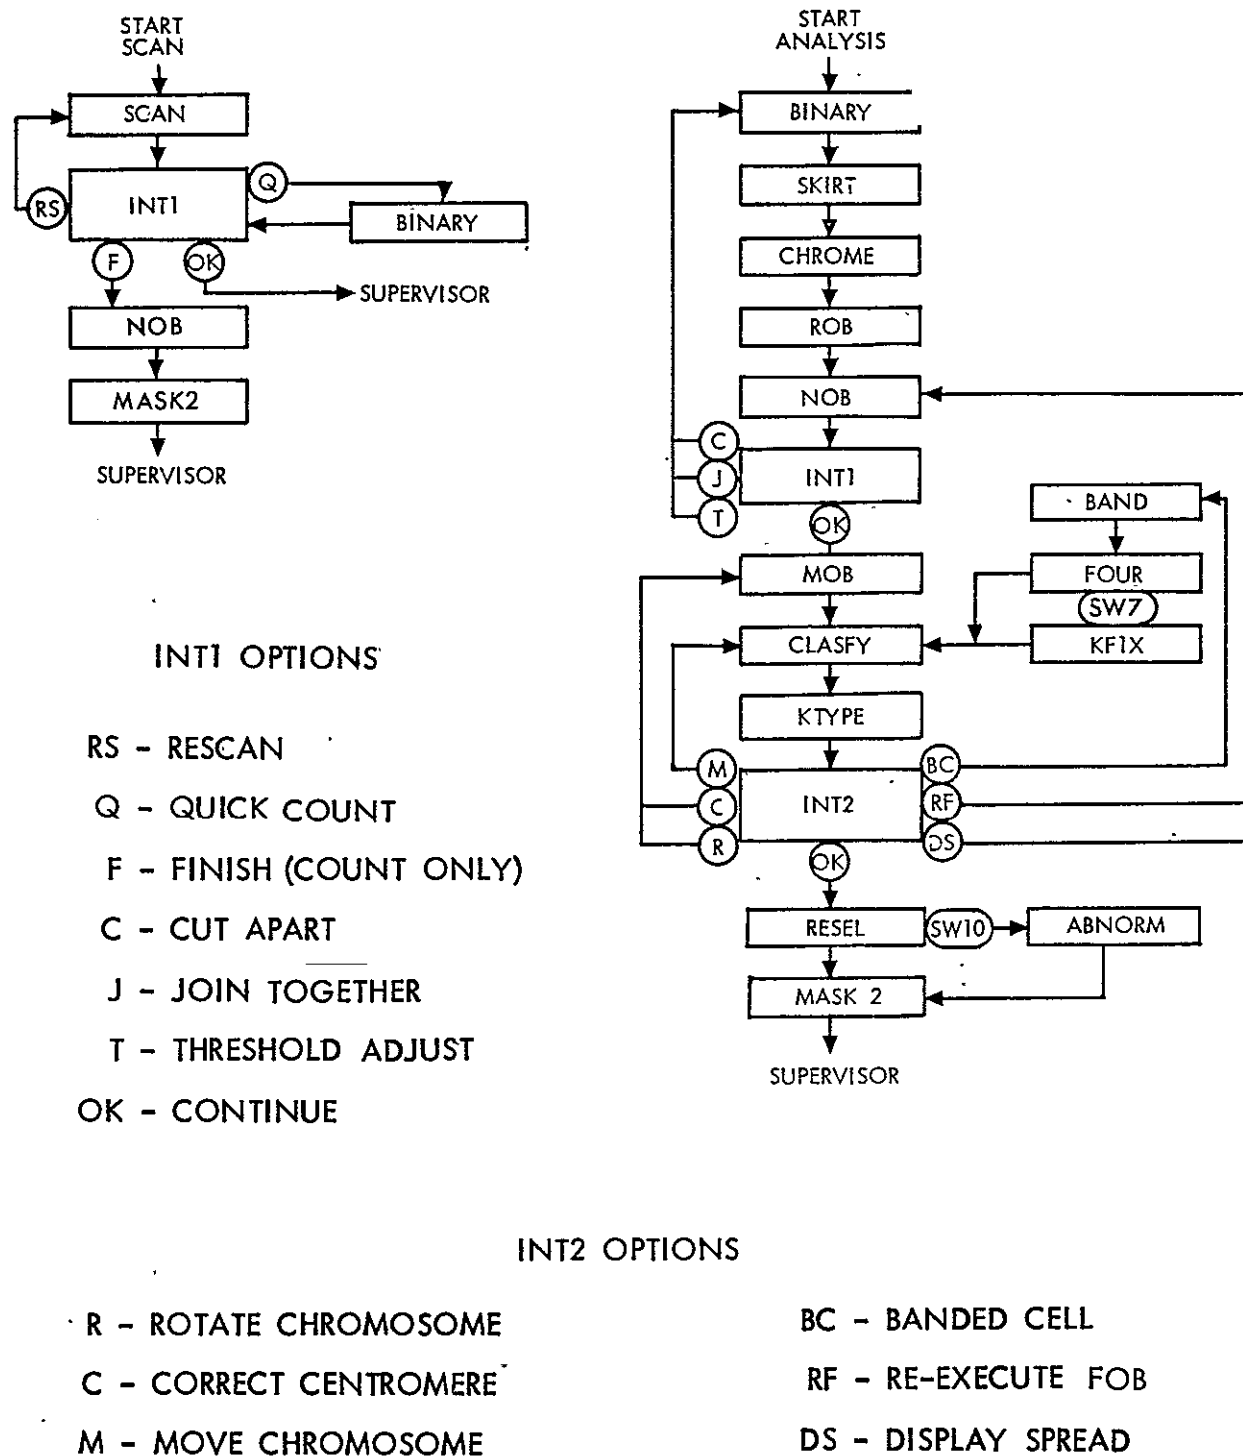 START
SCAN
SCAN
INT1
Q
RS
BINARY
F
OK
SUPERVISOR
NOB
MASK2
SUPERVISOR
START
ANALYSIS
BINARY
SKIRT
CHROME
ROB
NOB
C
J
T
INT1
OK
BAND
FOUR
SW7
KF1X
MOB
CLASFY
KTYPE
M
C
R
INT2
BC
RF
DS
OK
RESEL
SW10
ABNORM
MASK 2
SUPERVISOR
INT1 OPTIONS
RS - RESCAN
Q - QUICK COUNT
F - FINISH (COUNT ONLY)
C - CUT APART
J - JOIN TOGETHER
T - THRESHOLD ADJUST
OK - CONTINUE
INT2 OPTIONS
R - ROTATE CHROMOSOME
C - CORRECT CENTROMERE
M - MOVE CHROMOSOME
BC - BANDED CELL
RF - RE-EXECUTE FOB
DS - DISPLAY SPREAD